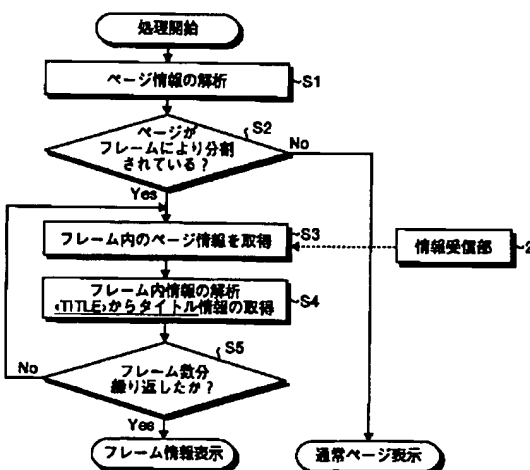 処理開始
ページ情報の解析
S1
ページが
フレームにより分割
されている？
S2
No
Yes
フレーム内のページ情報を取得
S3
情報受信部
2
フレーム内情報の解析
<TITLE>からタイトル情報の取得
S4
フレーム数分
繰り返したか？
S5
No
Yes
フレーム情報表示
通常ページ表示